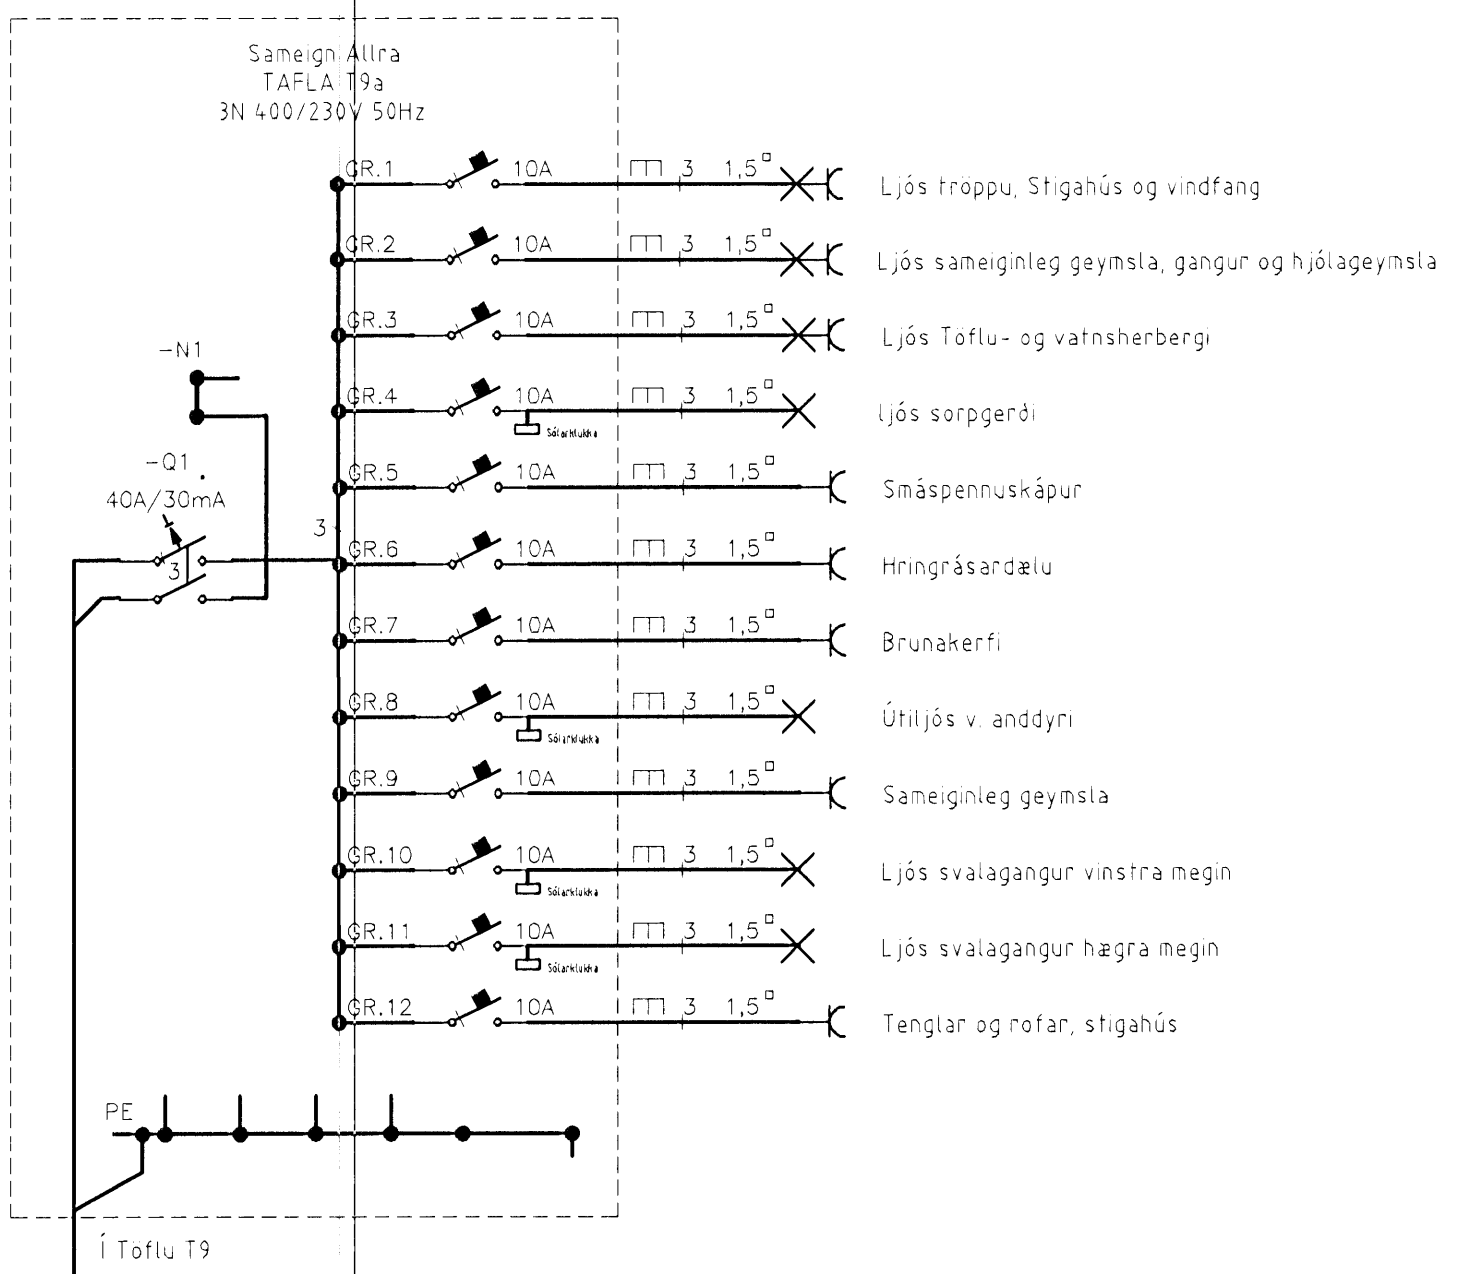 Sameign Allra
TAFLA T9a
3N 400/230V 50Hz
GR.1 10A 3 1,5□ Ljós tröppu, Stigahús og vindfang
GR.2 10A 3 1,5□ Ljós sameiginleg geymsla, gangur og hjólageymsla
GR.3 10A 3 1,5□ Ljós Töflu- og vatnsherbergi
-N1
GR.4 10A 3 1,5□ ljós sorpgerði
Sólarklukka
-Q1
40A/30mA
GR.5 10A 3 1,5□ Smáspennuskápur
3
GR.6 10A 3 1,5□ Hringrásardælu
3
GR.7 10A 3 1,5□ Brunakerfi
GR.8 10A 3 1,5□ Útiljós v. anddyri
Sólarklukka
GR.9 10A 3 1,5□ Sameiginleg geymsla
GR.10 10A 3 1,5□ Ljós svalagangur vinstra megin
Sólarklukka
GR.11 10A 3 1,5□ Ljós svalagangur hægra megin
Sólarklukka
GR.12 10A 3 1,5□ Tenglar og rofar, stigahús
PE
Í Töflu T9